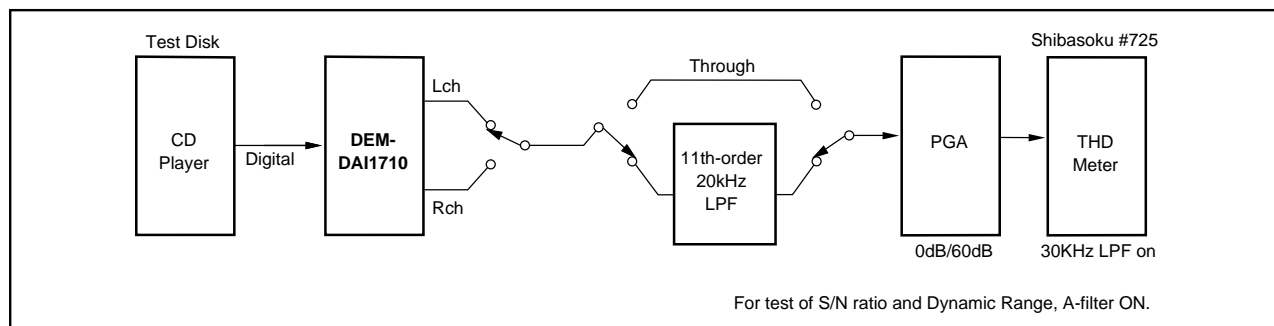 Test Disk
CD
Player
Digital
DEM-
DAI1710
Lch
Rch
Through
11th-order
20kHz
LPF
PGA
0dB/60dB
Shibasoku #725
THD
Meter
30KHz LPF on
For test of S/N ratio and Dynamic Range, A-filter ON.